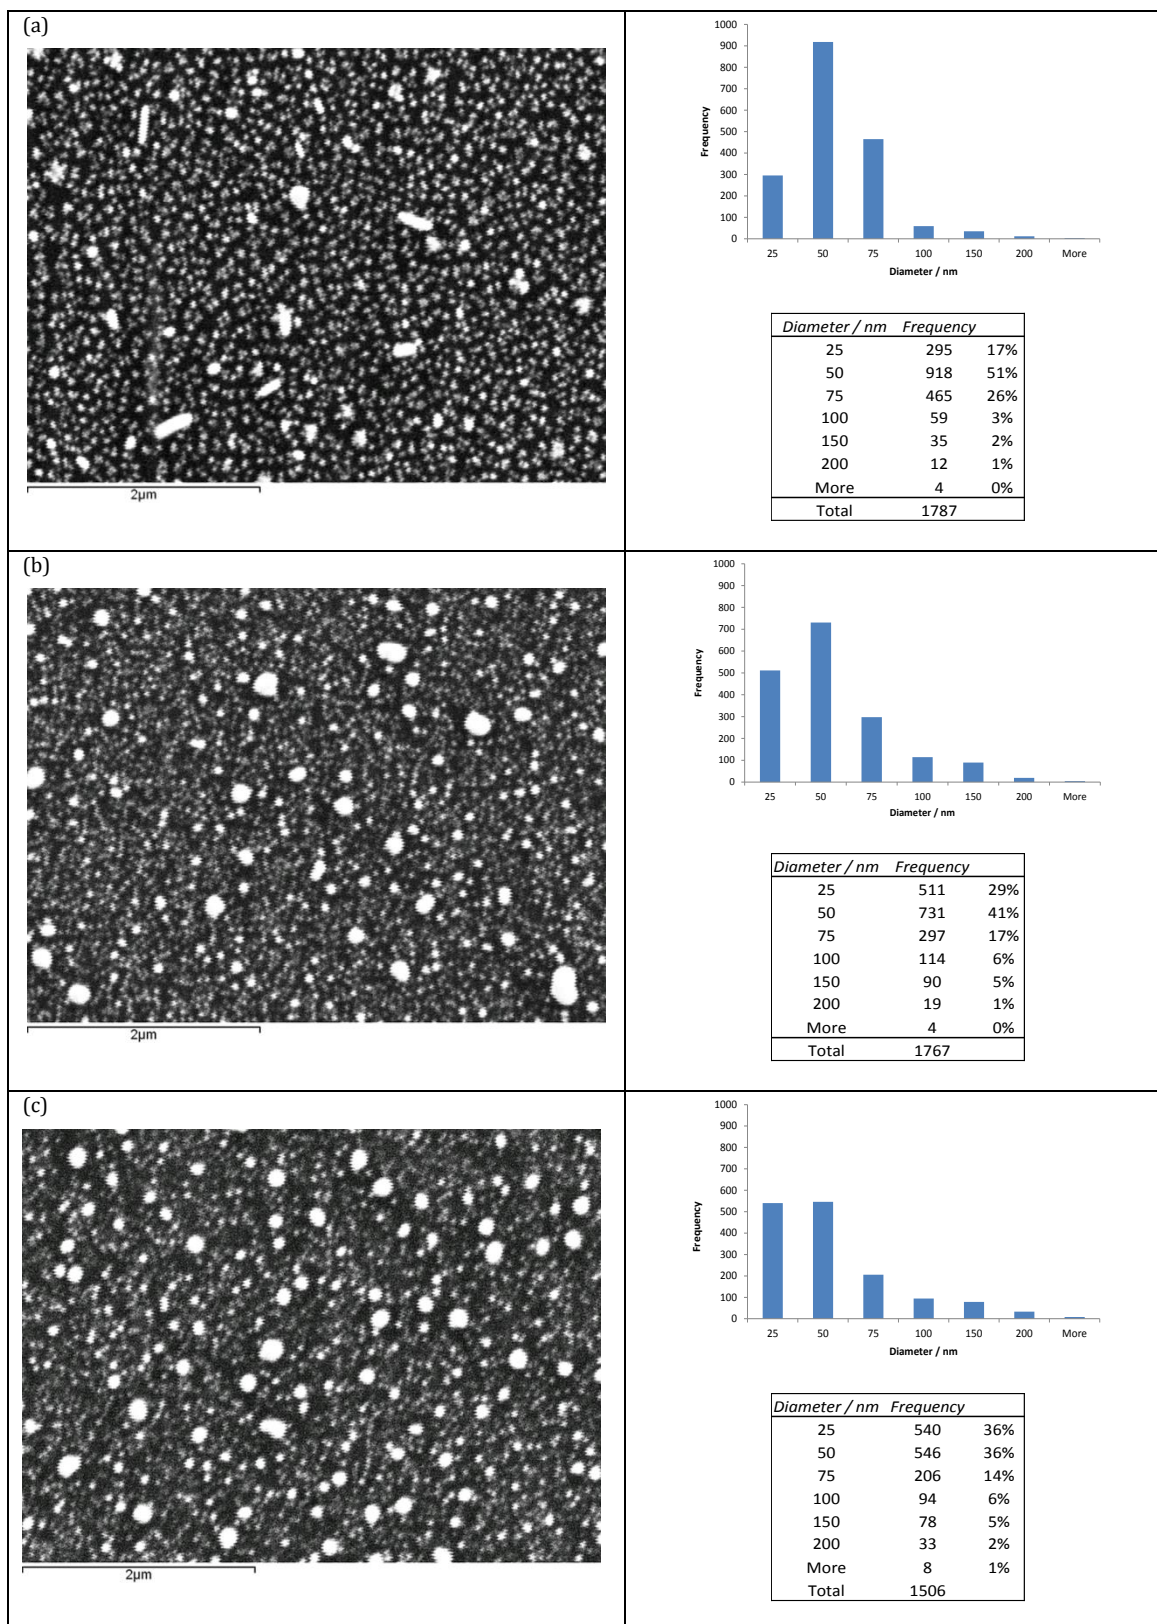 (a)
2µm
1000
900
800
700
600
500
400
300
200
100
0
Frequency
25 50 75 100 150 200 More
Diameter / nm
Diameter / nm Frequency
25 295 17%
50 918 51%
75 465 26%
100 59 3%
150 35 2%
200 12 1%
More 4 0%
Total 1787
(b)
2µm
1000
900
800
700
600
500
400
300
200
100
0
Frequency
25 50 75 100 150 200 More
Diameter / nm
Diameter / nm Frequency
25 511 29%
50 731 41%
75 297 17%
100 114 6%
150 90 5%
200 19 1%
More 4 0%
Total 1767
(c)
2µm
1000
900
800
700
600
500
400
300
200
100
0
Frequency
25 50 75 100 150 200 More
Diameter / nm
Diameter / nm Frequency
25 540 36%
50 546 36%
75 206 14%
100 94 6%
150 78 5%
200 33 2%
More 8 1%
Total 1506